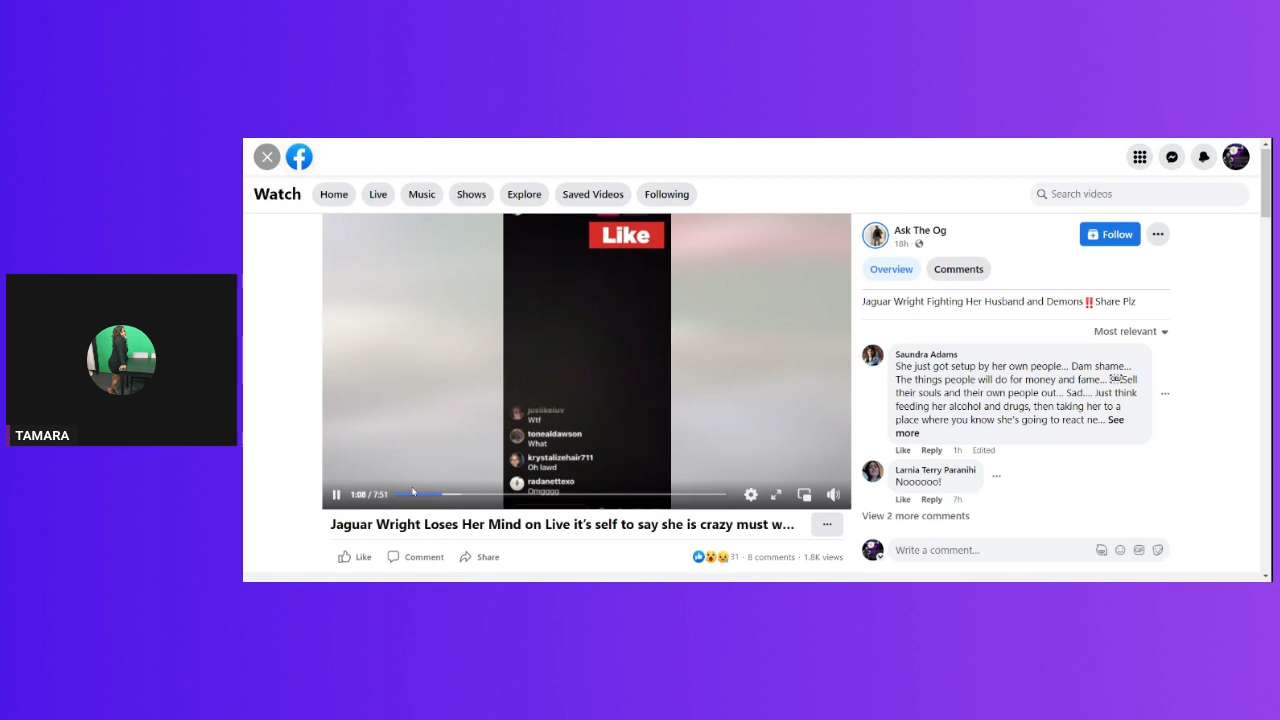 Watch
Home
Live
Music
Shows
Explore
Saved Videos
Following
Search videos
Like
juslikeluv
Wtf
tonealdawson
What
krystalizehair711
Oh lawd
radanettexo
Omgggg
1:08 / 7:51
Jaguar Wright Loses Her Mind on Live it's self to say she is crazy must w...
Like
Comment
Share
31 · 8 comments · 1.8K views
Ask The Og
18h ·
Follow
Overview
Comments
Jaguar Wright Fighting Her Husband and Demons‼️Share Plz
Most relevant
Saundra Adams
She just got setup by her own people... Dam shame...
The things people will do for money and fame... Sell
their souls and their own people out... Sad.... Just think
feeding her alcohol and drugs, then taking her to a
place where you know she's going to react ne... See
more
Like Reply 1h Edited
Larnia Terry Paranihi
Noooooo!
Like Reply 7h
View 2 more comments
Write a comment...
TAMARA